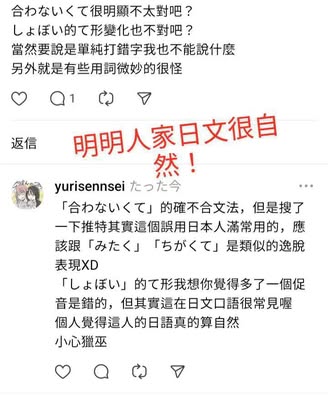 合わないくて很明顯不太對吧？
しょぼい的て形變化也不對吧？
當然要說是單純打錯字我也不能說什麼
另外就是有些用詞微妙的很怪
1
返信
明明人家日文很自
然！
yurisennsei たった今
「合わないくて」的確不合文法，但是搜了
一下推特其實這個誤用日本人滿常用的，應
該跟「みたく」「ちがくて」是類似的逸脫
表現XD
「しょぼい」的て形我想你覺得多了一個促
音是錯的，但其實這在日文口語很常見喔
個人覺得這人的日語真的算自然
小心獵巫